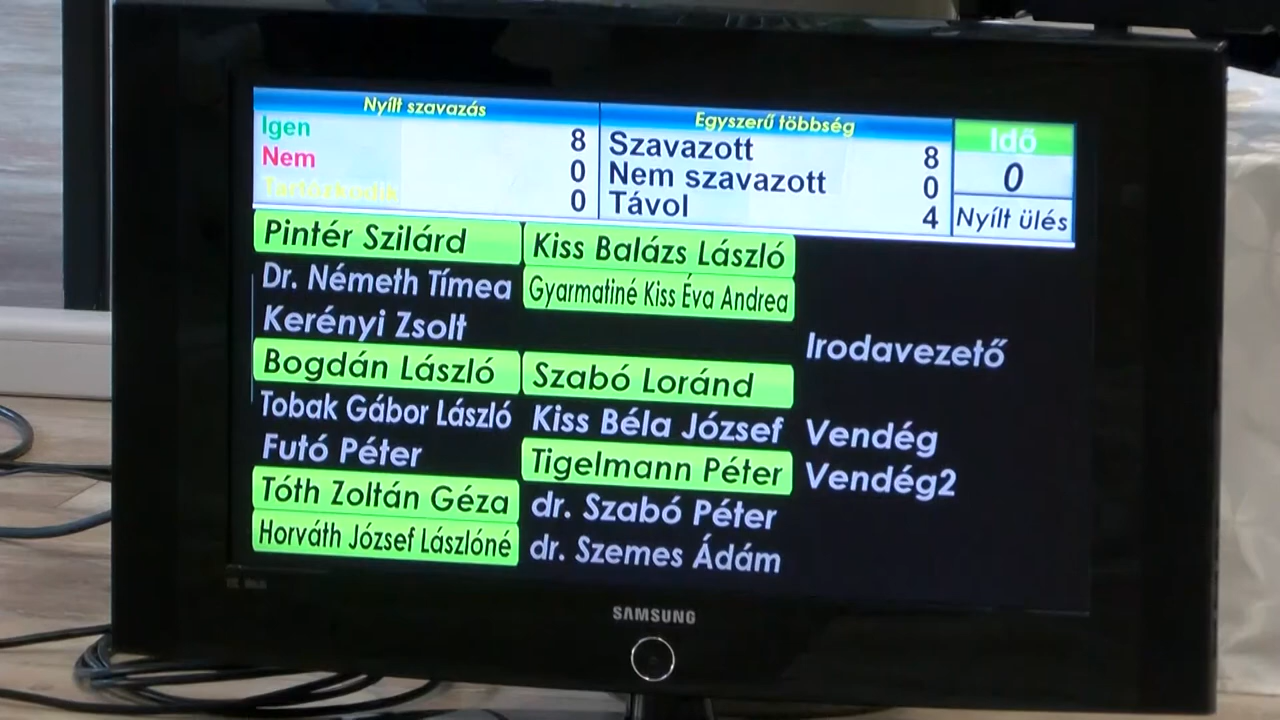 Nyílt szavazás
Igen 8
Nem 0
Tartózkodik 0
Egyszerű többség
Szavazott 8
Nem szavazott 0
Távol 4
Idő
0
Nyílt ülés
Pintér Szilárd
Dr. Németh Tímea
Kerényi Zsolt
Bogdán László
Tobak Gábor László
Futó Péter
Tóth Zoltán Géza
Horváth József Lászlóné
Kiss Balázs László
Gyarmatiné Kiss Éva Andrea
Szabó Loránd
Kiss Béla József
Tigelmann Péter
dr. Szabó Péter
dr. Szemes Ádám
Irodavezető
Vendég
Vendég2
SAMSUNG